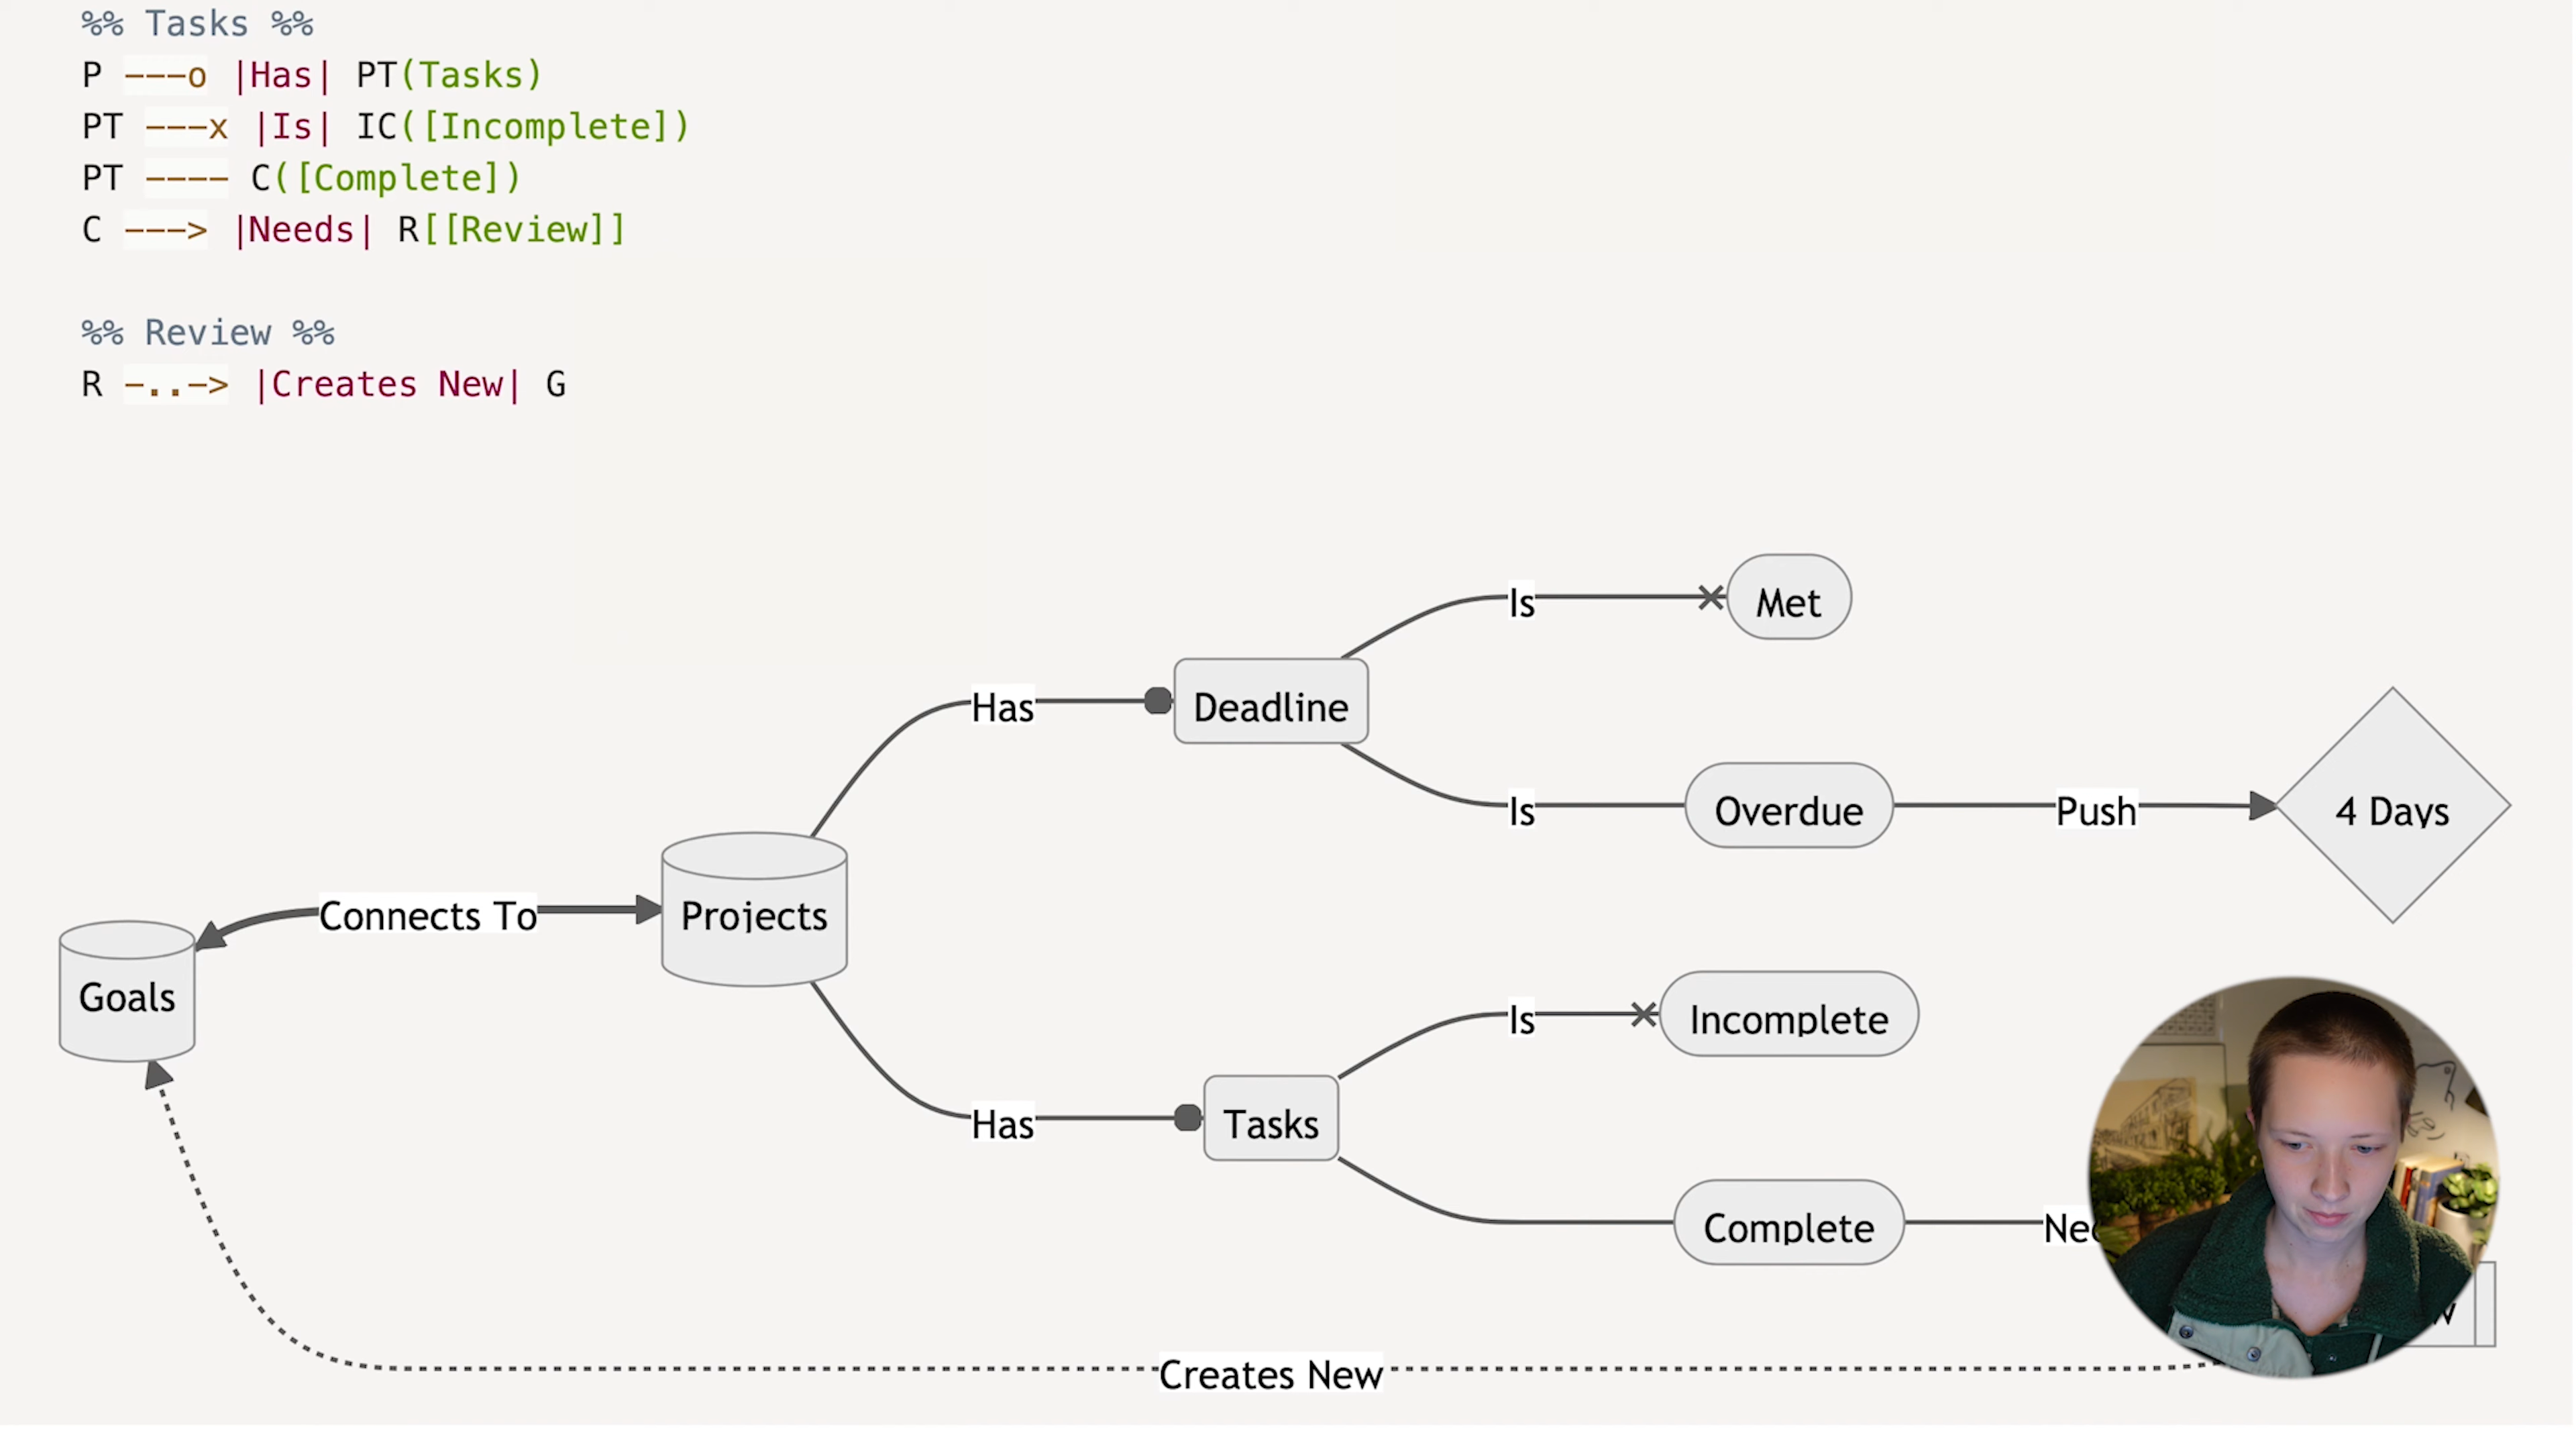 %% Tasks %%
P ---o |Has| PT(Tasks)
PT ---x |Is| IC([Incomplete])
PT ---- C([Complete])
C ---> |Needs| R[[Review]]
%% Review %%
R -..-> |Creates New| G
Is
Met
Has
Deadline
Is
Overdue
Push
4 Days
Connects To
Projects
Goals
Is
Incomplete
Has
Tasks
Complete
Creates New